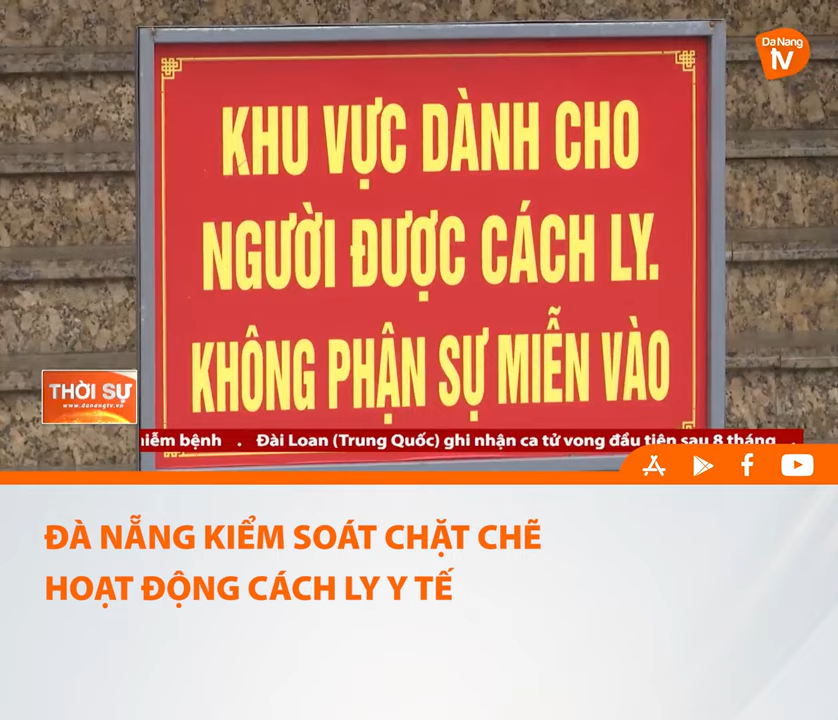 Da Nang
tv
KHU VỰC DÀNH CHO
NGƯỜI ĐƯỢC CÁCH LY.
KHÔNG PHẬN SỰ MIỄN VÀO
THỜI SỰ
www.danangtv.vn
bệnh . Đài Loan (Trung Quốc) ghi nhận ca tử vong đầu tiên sau 8 tháng .
ĐÀ NẴNG KIỂM SOÁT CHẶT CHẼ
HOẠT ĐỘNG CÁCH LY Y TẾ